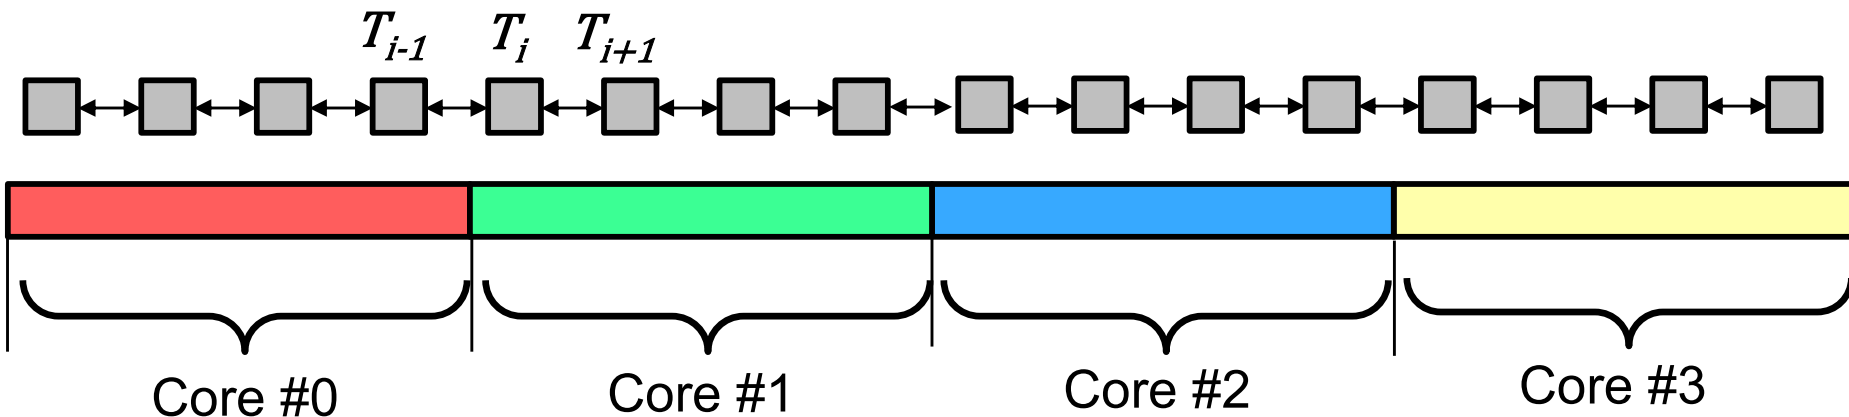 T_{i-1} T_i T_{i+1}
Core #0 Core #1 Core #2 Core #3